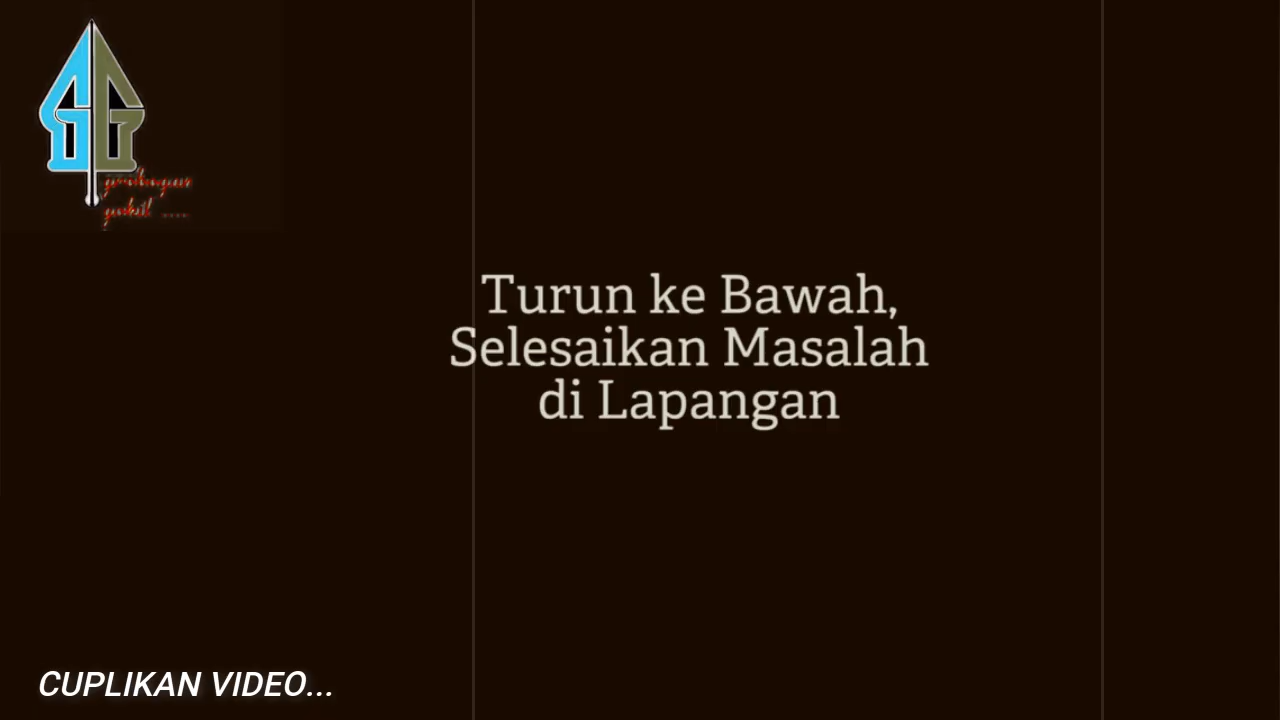 Turun ke Bawah,
Selesaikan Masalah
di Lapangan
CUPLIKAN VIDEO...